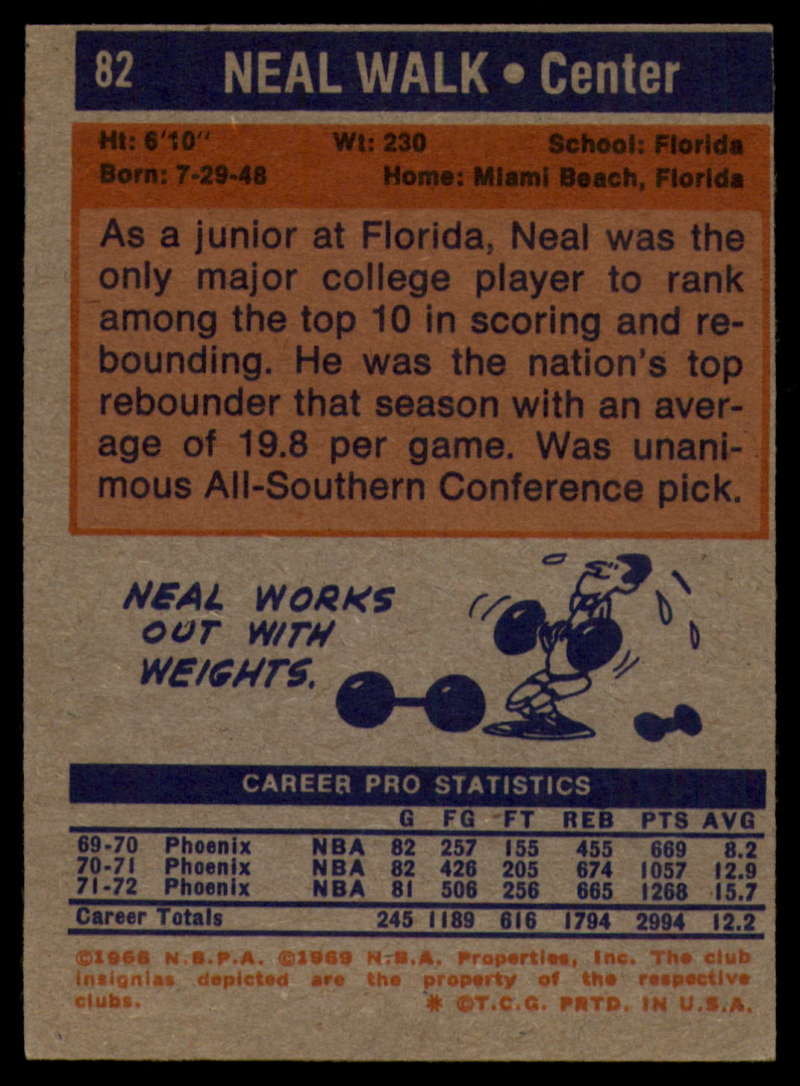 82 NEAL WALK • Center
Ht: 6'10" Wt: 230 School: Florida
Born: 7-29-48 Home: Miami Beach, Florida
As a junior at Florida, Neal was the
only major college player to rank
among the top 10 in scoring and re-
bounding. He was the nation's top
rebounder that season with an aver-
age of 19.8 per game. Was unani-
mous All-Southern Conference pick.
NEAL WORKS
OUT WITH
WEIGHTS.
CAREER PRO STATISTICS
G FG FT REB PTS AVG
69-70 Phoenix NBA 82 257 155 455 669 8.2
70-71 Phoenix NBA 82 426 205 674 1057 12.9
71-72 Phoenix NBA 81 506 256 665 1268 15.7
Career Totals 245 1189 616 1794 2994 12.2
©1966 N.B.P.A. ©1969 N.B.A. Properties, Inc. The club
insignias depicted are the property of the respective
clubs. * ©T.C.G. PRTD. IN U.S.A.